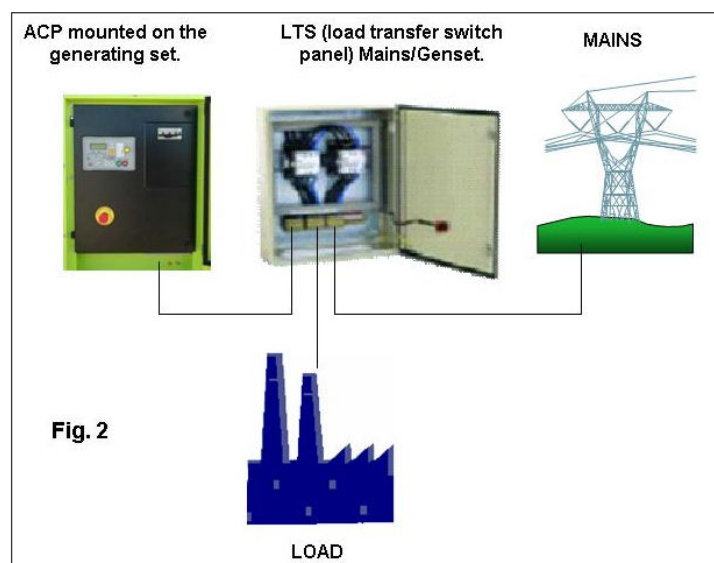 ACP mounted on the
generating set.
LTS (load transfer switch
panel) Mains/Genset.
MAINS
Fig. 2
LOAD